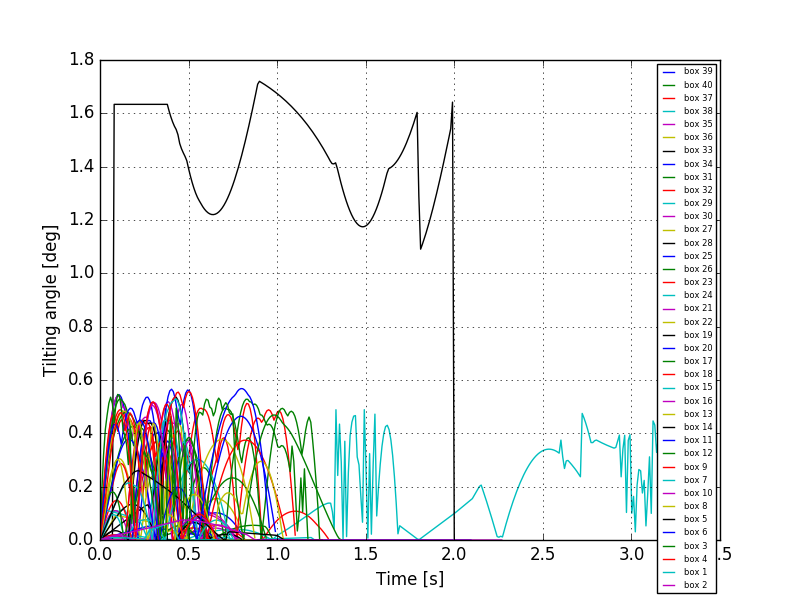 1.8
1.6
1.4
1.2
1.0
0.8
0.6
0.4
0.2
0.0
Tilting angle [deg]
0.0 0.5 1.0 1.5 2.0 2.5 3.0 .5
Time [s]
box 39
box 40
box 37
box 38
box 35
box 36
box 33
box 34
box 31
box 32
box 29
box 30
box 27
box 28
box 25
box 26
box 23
box 24
box 21
box 22
box 19
box 20
box 17
box 18
box 15
box 16
box 13
box 14
box 11
box 12
box 9
box 7
box 10
box 8
box 5
box 6
box 3
box 4
box 1
box 2